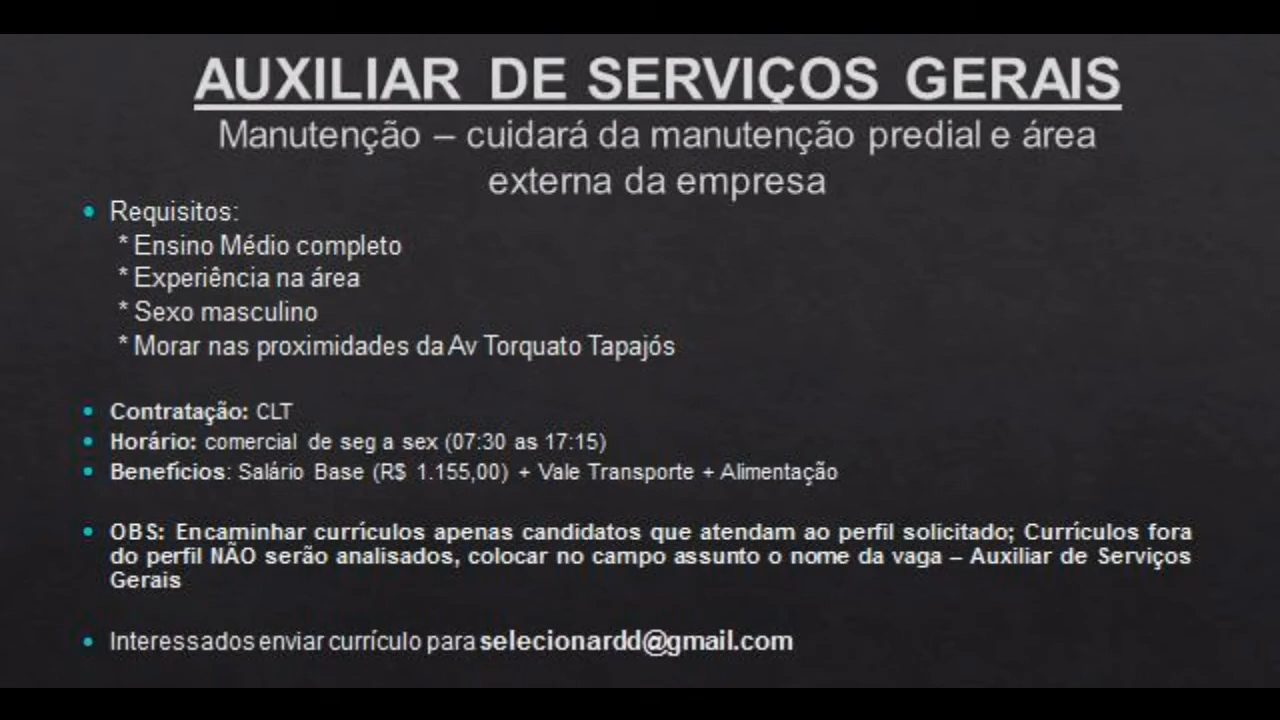 AUXILIAR DE SERVIÇOS GERAIS
Manutenção – cuidará da manutenção predial e área
externa da empresa
• Requisitos:
* Ensino Médio completo
* Experiência na área
* Sexo masculino
* Morar nas proximidades da Av Torquato Tapajós
• Contratação: CLT
• Horário: comercial de seg a sex (07:30 as 17:15)
• Benefícios: Salário Base (R$ 1.155,00) + Vale Transporte + Alimentação
• OBS: Encaminhar currículos apenas candidatos que atendam ao perfil solicitado; Currículos fora
do perfil NÃO serão analisados, colocar no campo assunto o nome da vaga – Auxiliar de Serviços
Gerais
• Interessados enviar currículo para selecionardd@gmail.com